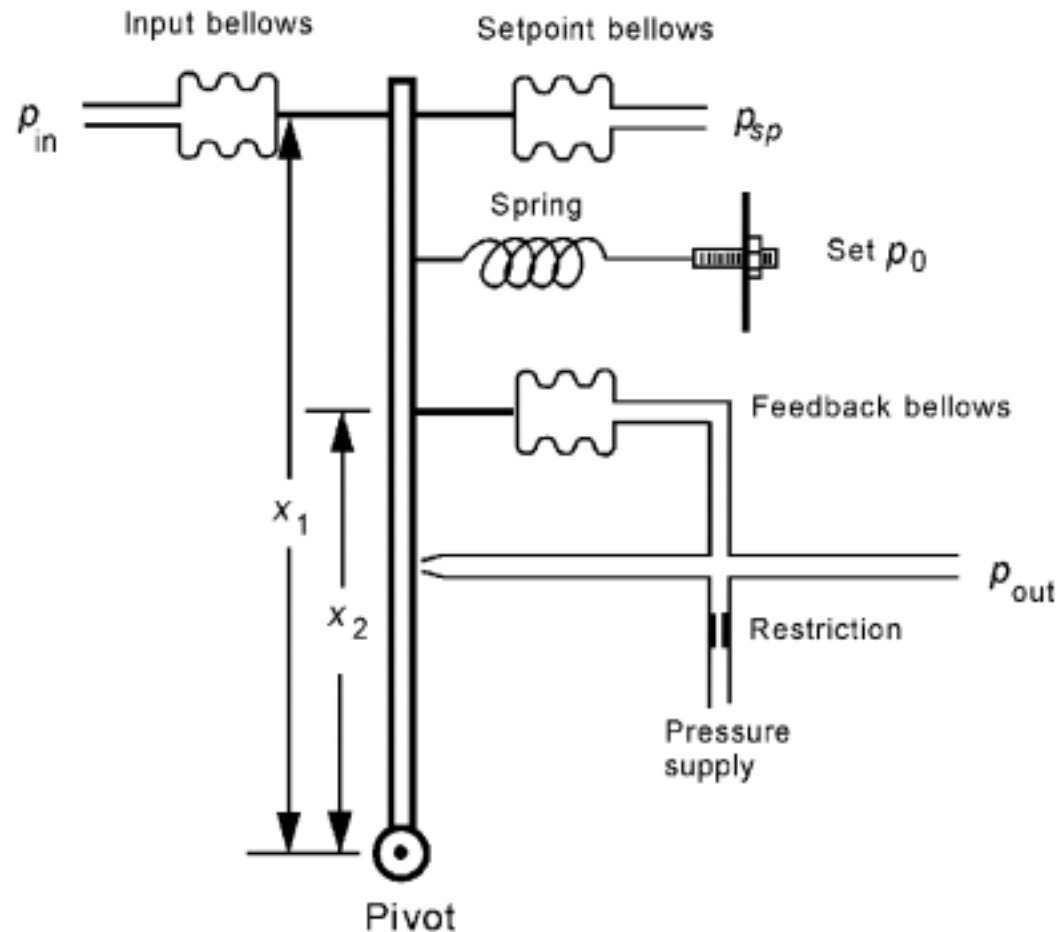 Input bellows
Setpoint bellows
p_in
p_sp
Spring
Set p_0
Feedback bellows
x_1
x_2
p_out
Restriction
Pressure
supply
Pivot